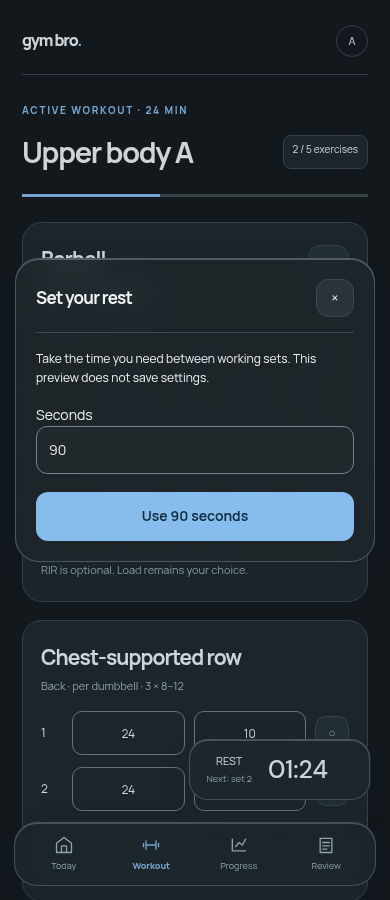 gym bro.
A
ACTIVE WORKOUT · 24 MIN
Upper body A
2 / 5 exercises
Barbell
Set your rest
×
Take the time you need between working sets. This
preview does not save settings.
Seconds
90
Use 90 seconds
RIR is optional. Load remains your choice.
Chest-supported row
Back · per dumbbell · 3 × 8–12
1
24
10
2
24
REST
Next: set 2
01:24
Today
Workout
Progress
Review